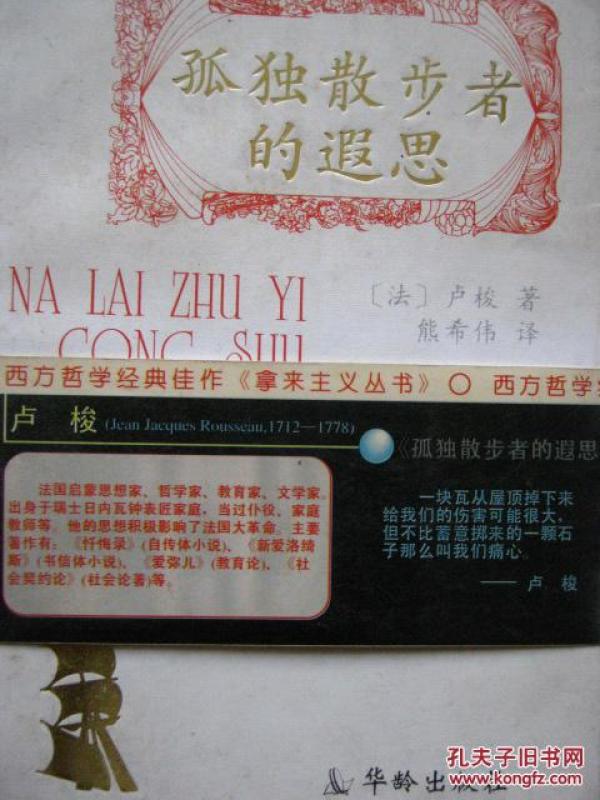 孤独散步者
的遐思
NA LAI ZHU YI
CONG SHU
〔法〕卢梭 著
熊希伟 译
西方哲学经典佳作《拿来主义丛书》○ 西方哲学
卢 梭 (Jean Jacques Rousseau,1712—1778)
《孤独散步者的遐思
法国启蒙思想家、哲学家、教育家、文学家。
出身于瑞士日内瓦钟表匠家庭，当过仆役、家庭
教师等。他的思想积极影响了法国大革命。主要
著作有：《忏悔录》(自传体小说)、《新爱洛绮
斯》(书信体小说)、《爱弥儿》(教育论)、《社
会契约论》(社会论著)等。
一块瓦从屋顶掉下来
给我们的伤害可能很大，
但不比蓄意掷来的一颗石
子那么叫我们痛心。
—— 卢 梭
华龄出版社
孔夫子旧书网
www.kongfz.com